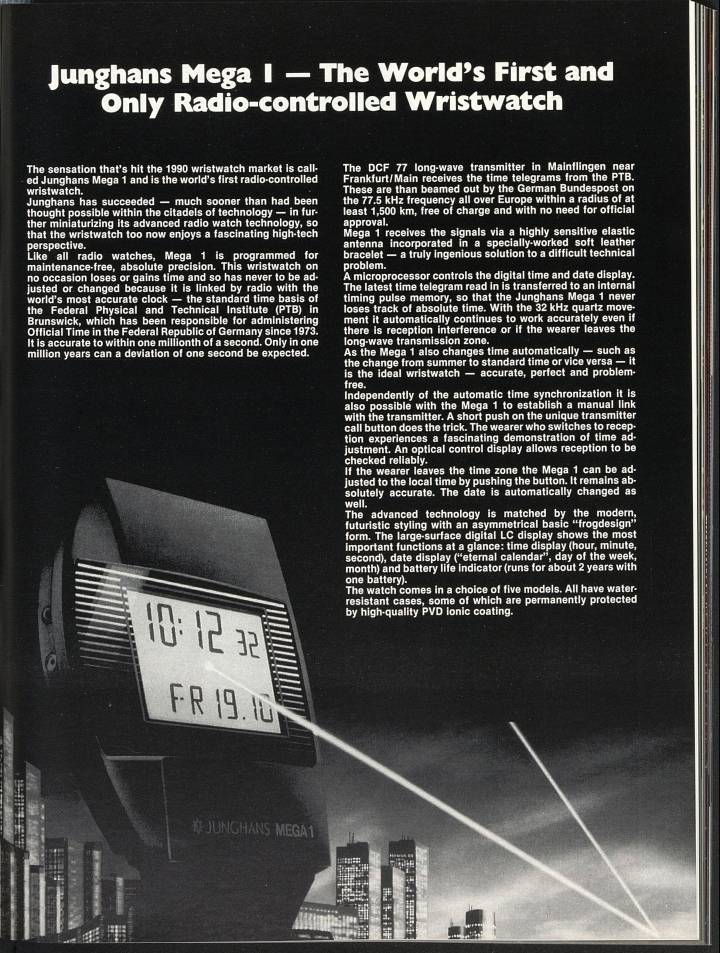 Junghans Mega 1 — The World's First and
Only Radio-controlled Wristwatch
The sensation that's hit the 1990 wristwatch market is call-
ed Junghans Mega 1 and is the world's first radio-controlled
wristwatch.
Junghans has succeeded — much sooner than had been
thought possible within the citadels of technology — in fur-
ther miniaturizing its advanced radio watch technology, so
that the wristwatch too now enjoys a fascinating high-tech
perspective.
Like all radio watches, Mega 1 is programmed for
maintenance-free, absolute precision. This wristwatch on
no occasion loses or gains time and so has never to be ad-
justed or changed because it is linked by radio with the
world's most accurate clock — the standard time basis of
the Federal Physical and Technical Institute (PTB) in
Brunswick, which has been responsible for administering
Official Time in the Federal Republic of Germany since 1973.
It is accurate to within one millionth of a second. Only in one
million years can a deviation of one second be expected.
The DCF 77 long-wave transmitter in Mainflingen near
Frankfurt/Main receives the time telegrams from the PTB.
These are than beamed out by the German Bundespost on
the 77.5 kHz frequency all over Europe within a radius of at
least 1,500 km, free of charge and with no need for official
approval.
Mega 1 receives the signals via a highly sensitive elastic
antenna incorporated in a specially-worked soft leather
bracelet — a truly ingenious solution to a difficult technical
problem.
A microprocessor controls the digital time and date display.
The latest time telegram read in is transferred to an internal
timing pulse memory, so that the Junghans Mega 1 never
loses track of absolute time. With the 32 kHz quartz move-
ment it automatically continues to work accurately even if
there is reception interference or if the wearer leaves the
long-wave transmission zone.
As the Mega 1 also changes time automatically — such as
the change from summer to standard time or vice versa — it
is the ideal wristwatch — accurate, perfect and problem-
free.
Independently of the automatic time synchronization it is
also possible with the Mega 1 to establish a manual link
with the transmitter. A short push on the unique transmitter
call button does the trick. The wearer who switches to recep-
tion experiences a fascinating demonstration of time ad-
justment. An optical control display allows reception to be
checked reliably.
If the wearer leaves the time zone the Mega 1 can be ad-
justed to the local time by pushing the button. It remains ab-
solutely accurate. The date is automatically changed as
well.
The advanced technology is matched by the modern,
futuristic styling with an asymmetrical basic "frogdesign"
form. The large-surface digital LC display shows the most
important functions at a glance: time display (hour, minute,
second), date display ("eternal calendar", day of the week,
month) and battery life indicator (runs for about 2 years with
one battery).
The watch comes in a choice of five models. All have water-
resistant cases, some of which are permanently protected
by high-quality PVD Ionic coating.
10:12 32
FR 19.10
JUNGHANS MEGA 1